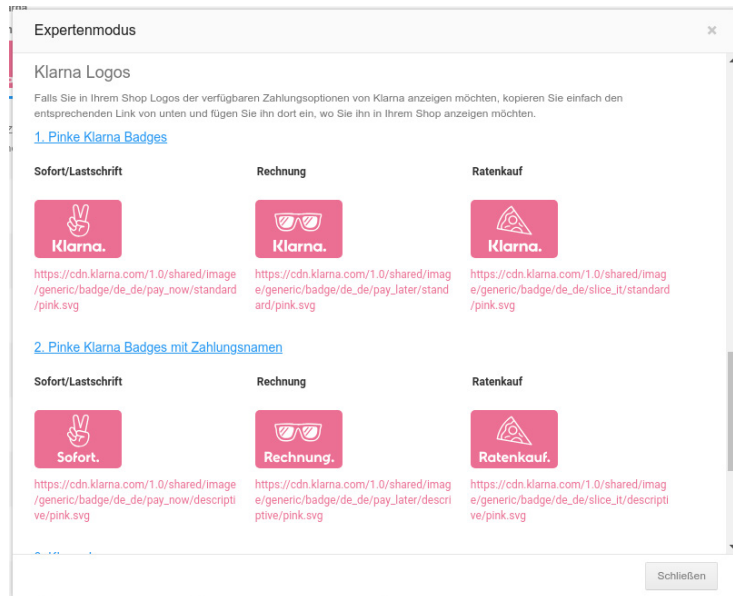 Expertenmodus
×
Klarna Logos
Falls Sie in Ihrem Shop Logos der verfügbaren Zahlungsoptionen von Klarna anzeigen möchten, kopieren Sie einfach den
entsprechenden Link von unten und fügen Sie ihn dort ein, wo Sie ihn in Ihrem Shop anzeigen möchten.
1. Pinke Klarna Badges
Sofort/Lastschrift Rechnung Ratenkauf
Klarna. Klarna. Klarna.
https://cdn.klarna.com/1.0/shared/image https://cdn.klarna.com/1.0/shared/imag https://cdn.klarna.com/1.0/shared/imag
/generic/badge/de_de/pay_now/standard e/generic/badge/de_de/pay_later/stand e/generic/badge/de_de/slice_it/standard
/pink.svg ard/pink.svg /pink.svg
2. Pinke Klarna Badges mit Zahlungsnamen
Sofort/Lastschrift Rechnung Ratenkauf
Sofort. Rechnung. Ratenkauf.
https://cdn.klarna.com/1.0/shared/image https://cdn.klarna.com/1.0/shared/imag https://cdn.klarna.com/1.0/shared/imag
/generic/badge/de_de/pay_now/descripti e/generic/badge/de_de/pay_later/descri e/generic/badge/de_de/slice_it/descripti
ve/pink.svg ptive/pink.svg ve/pink.svg
Schließen